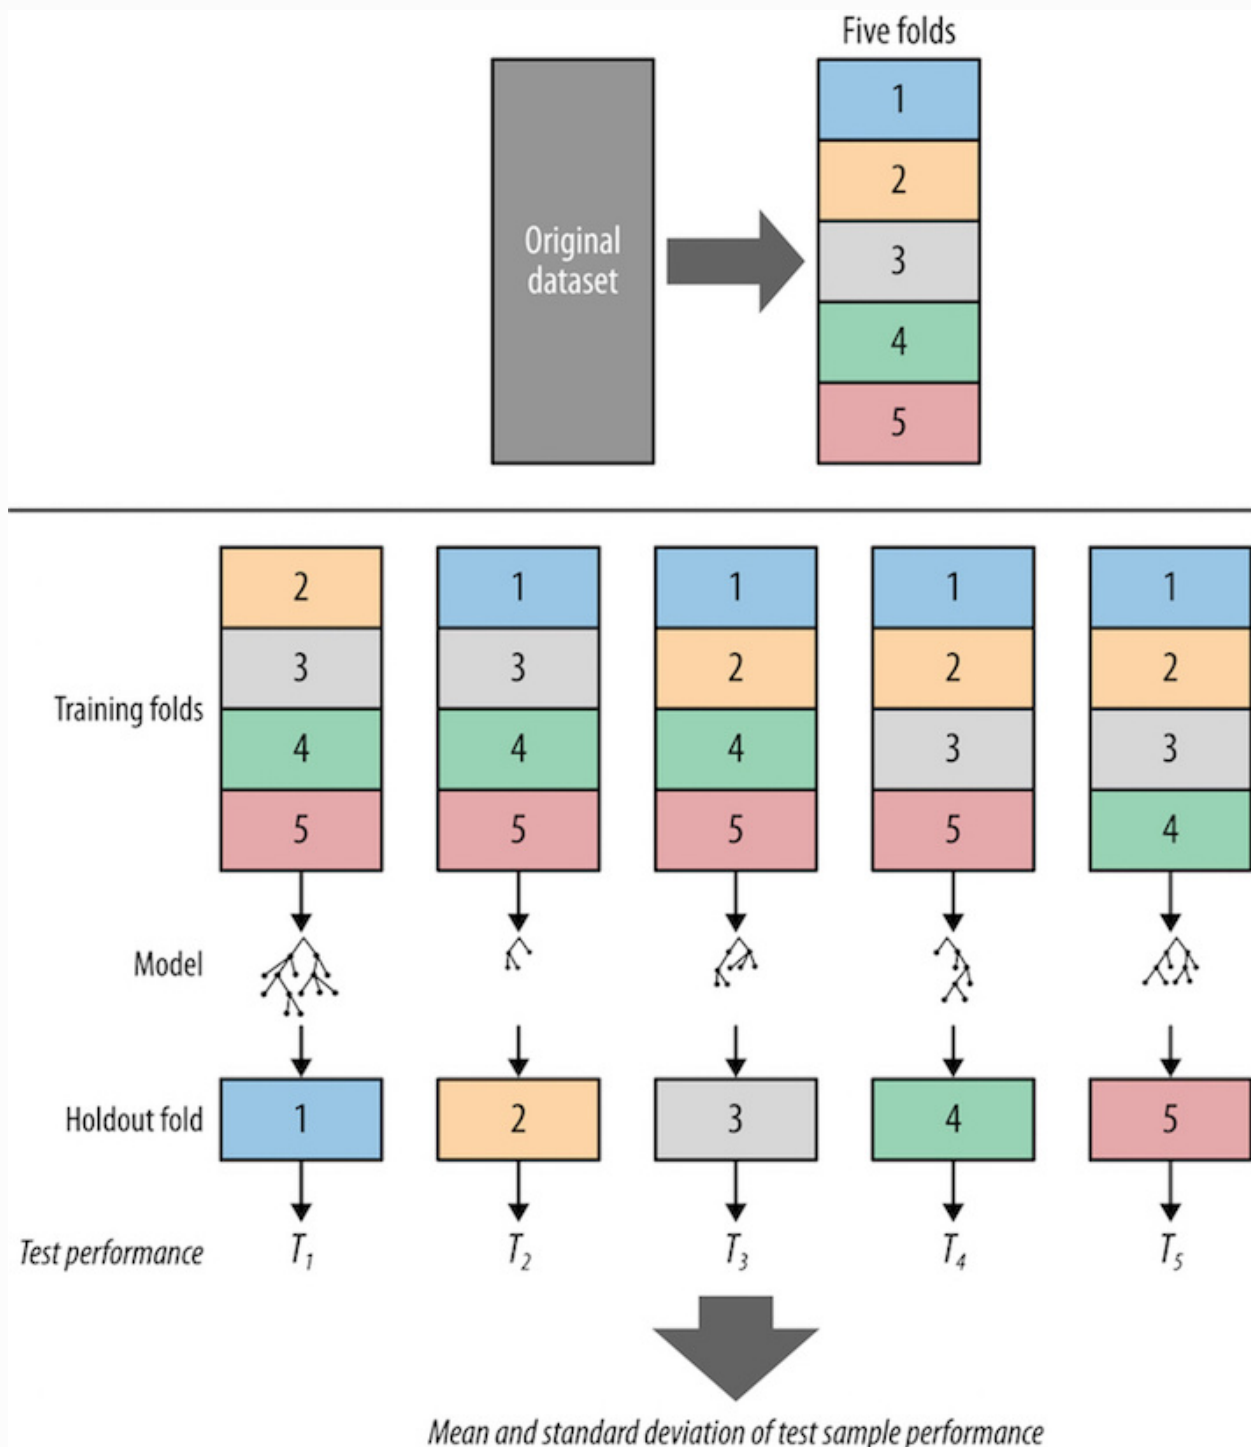 Five folds
Original
dataset
1
2
3
4
5
Training folds
2
1
1
1
1
3
3
2
2
2
4
4
4
3
3
5
5
5
5
4
Model
Holdout fold
1
2
3
4
5
Test performance
T₁
T₂
T₃
T₄
T₅
Mean and standard deviation of test sample performance